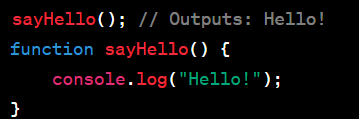 sayHello(); // Outputs: Hello!
function sayHello() {
    console.log("Hello!");
}